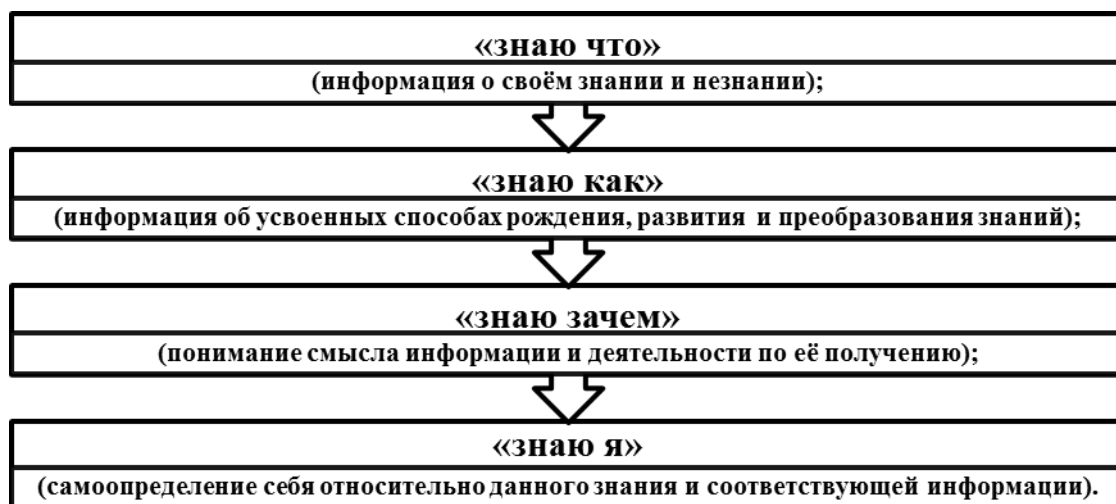 «знаю что»
(информация о своём знании и незнании);
«знаю как»
(информация об усвоенных способах рождения, развития и преобразования знаний);
«знаю зачем»
(понимание смысла информации и деятельности по её получению);
«знаю я»
(самоопределение себя относительно данного знания и соответствующей информации).